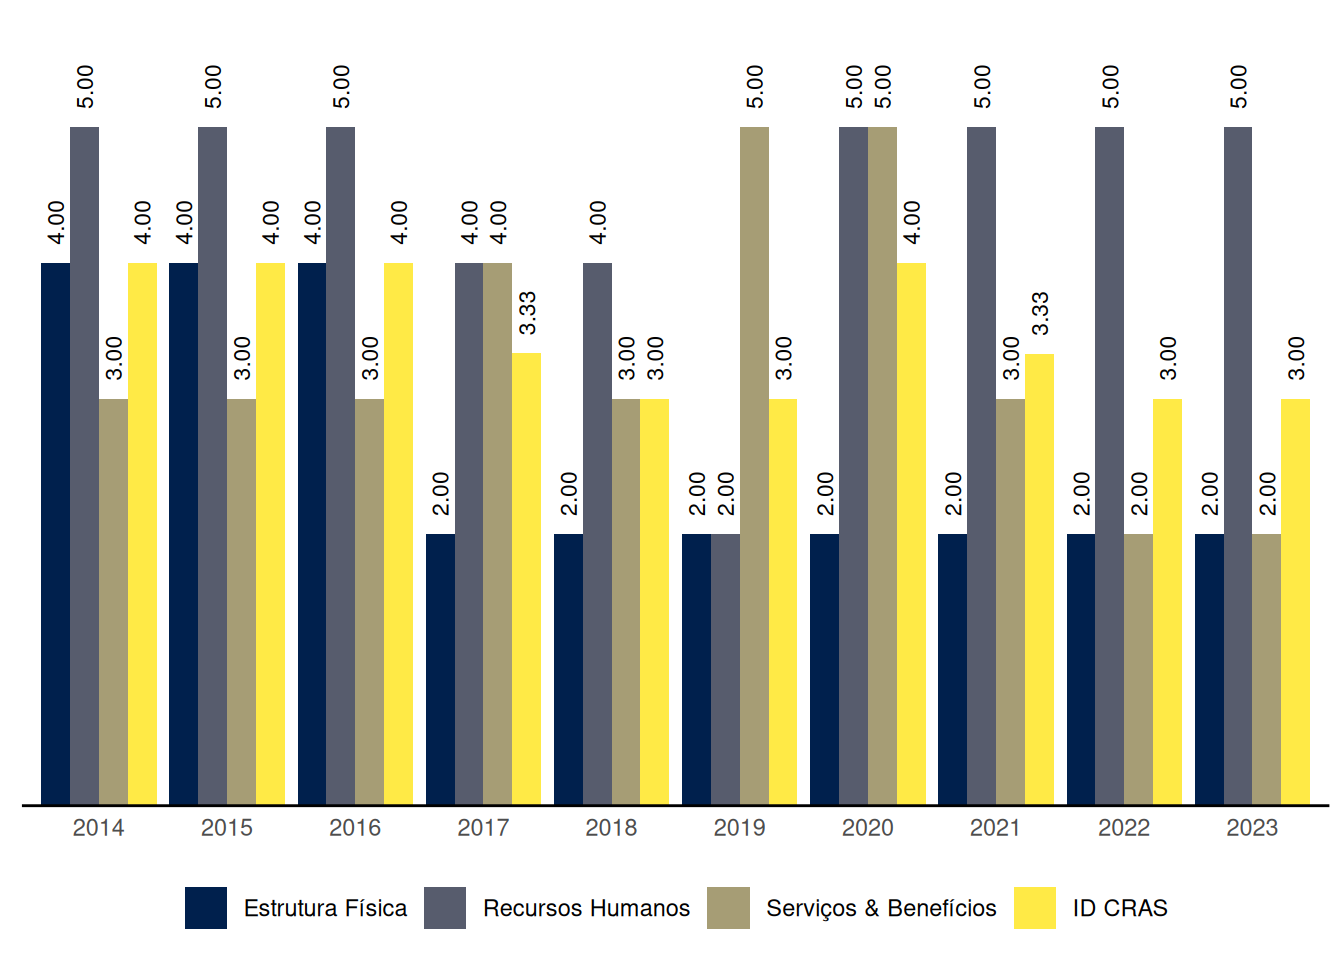 5.00 5.00 5.00 5.00 5.00 5.00 5.00 5.00 5.00
4.00 4.00 4.00 4.00 4.00 4.00 4.00 4.00 4.00 4.00
3.33 3.33
3.00 3.00 3.00 3.00 3.00 3.00 3.00 3.00 3.00
2.00 2.00 2.00 2.00 2.00 2.00 2.00 2.00 2.00 2.00
2014 2015 2016 2017 2018 2019 2020 2021 2022 2023
Estrutura Física Recursos Humanos Serviços & Benefícios ID CRAS